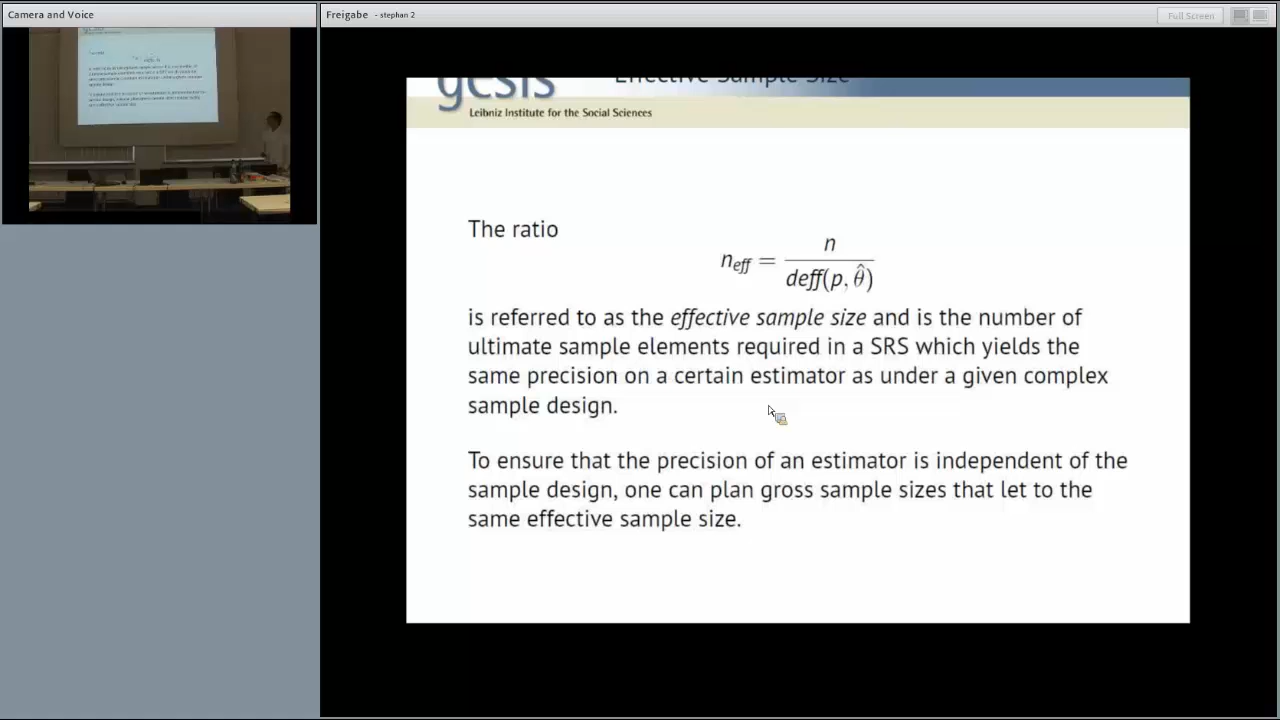 Camera and Voice
Freigabe - stephan 2
Full Screen
gesis
Effective Sample Size
Leibniz Institute for the Social Sciences
The ratio
n_eff = n / deff(p, θ̂)
is referred to as the effective sample size and is the number of
ultimate sample elements required in a SRS which yields the
same precision on a certain estimator as under a given complex
sample design.
To ensure that the precision of an estimator is independent of the
sample design, one can plan gross sample sizes that let to the
same effective sample size.